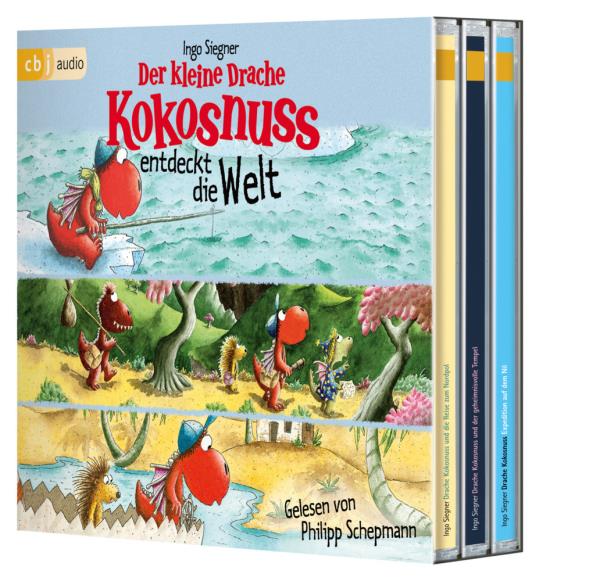 Ingo Siegner
cbj audio
Der kleine Drache
Kokosnuss
entdeckt
die Welt
Gelesen von
Philipp Schepmann
Ingo Siegner Drache Kokosnuss und die Reise zum Nordpol
Ingo Siegner Drache Kokosnuss und der geheimnisvolle Tempel
Ingo Siegner Drache Kokosnuss Expedition auf dem Nil